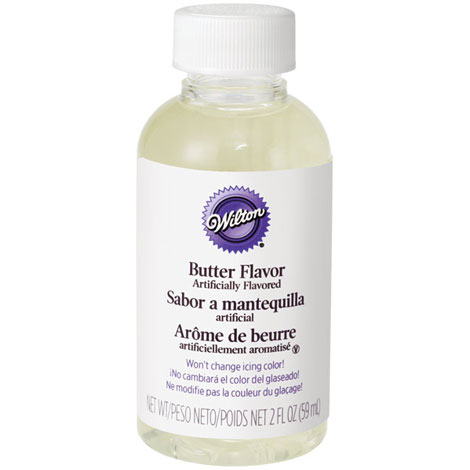 Wilton
Butter Flavor
Artificially Flavored
Sabor a mantequilla
artificial
Arôme de beurre
artificiellement aromatisé
Won't change icing color!
¡No cambiará el color del glaseado!
Ne modifie pas la couleur du glaçage!
NET WT/PESO NETO/POIDS NET 2 FL OZ (59 mL)